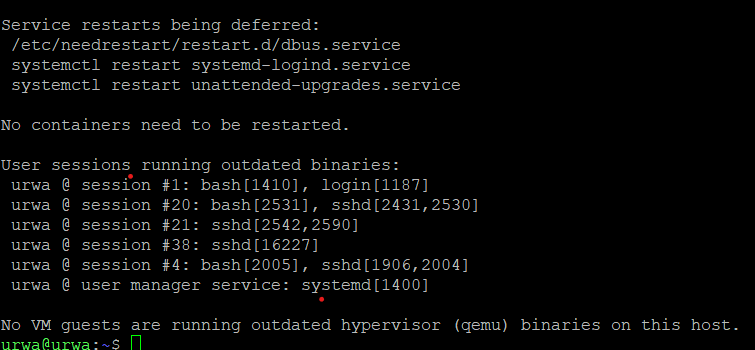 Service restarts being deferred:
 /etc/needrestart/restart.d/dbus.service
 systemctl restart systemd-logind.service
 systemctl restart unattended-upgrades.service

No containers need to be restarted.

User sessions running outdated binaries:
 urwa @ session #1: bash[1410], login[1187]
 urwa @ session #20: bash[2531], sshd[2431,2530]
 urwa @ session #21: sshd[2542,2590]
 urwa @ session #38: sshd[16227]
 urwa @ session #4: bash[2005], sshd[1906,2004]
 urwa @ user manager service: systemd[1400]

No VM guests are running outdated hypervisor (qemu) binaries on this host.
urwa@urwa:~$